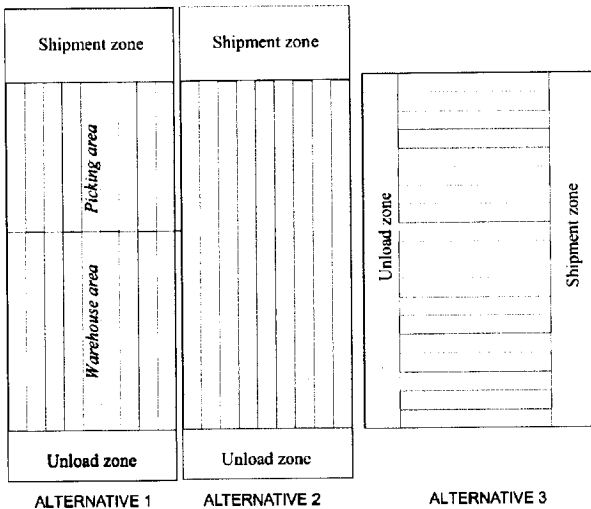 Shipment zone
Picking area
Warehouse area
Unload zone
ALTERNATIVE 1
Shipment zone
Unload zone
ALTERNATIVE 2
Unload zone
Shipment zone
ALTERNATIVE 3